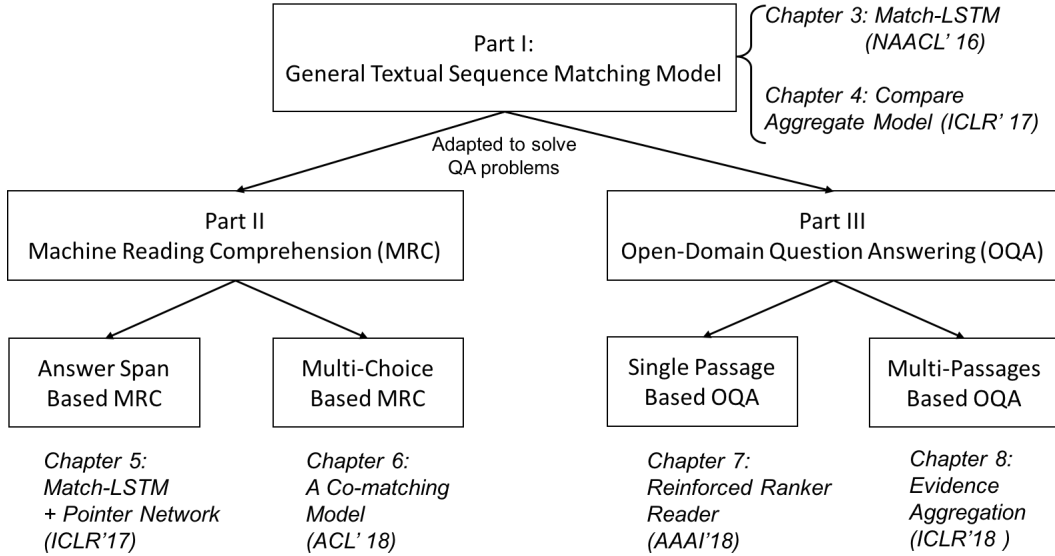 Part I:
General Textual Sequence Matching Model
Chapter 3: Match-LSTM
(NAACL' 16)
Chapter 4: Compare
Aggregate Model (ICLR' 17)
Adapted to solve
QA problems
Part II
Machine Reading Comprehension (MRC)
Part III
Open-Domain Question Answering (OQA)
Answer Span
Based MRC
Multi-Choice
Based MRC
Single Passage
Based OQA
Multi-Passages
Based OQA
Chapter 5:
Match-LSTM
+ Pointer Network
(ICLR'17)
Chapter 6:
A Co-matching
Model
(ACL' 18)
Chapter 7:
Reinforced Ranker
Reader
(AAAI'18)
Chapter 8:
Evidence
Aggregation
(ICLR'18 )